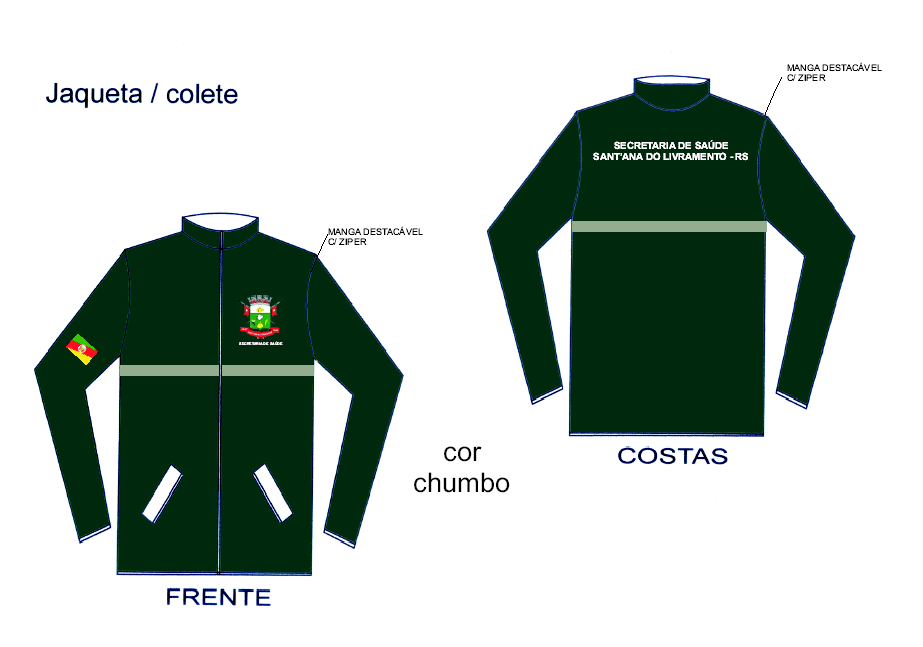 Jaqueta / colete
MANGA DESTACÁVEL
C/ ZIPER
SECRETARIA DE SAÚDE
SANT'ANA DO LIVRAMENTO -RS
MANGA DESTACÁVEL
C/ ZIPER
SECRETARIA DE SAÚDE
cor
chumbo
COSTAS
FRENTE